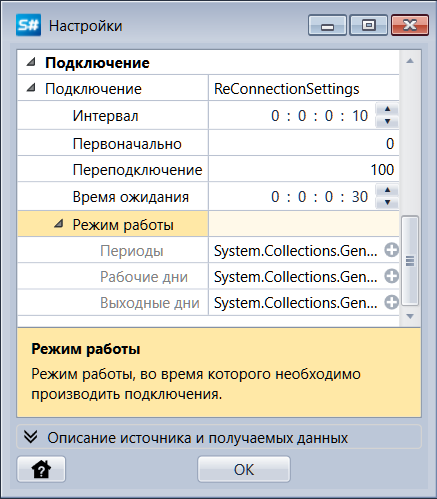 S# Настройки
Подключение
Подключение ReConnectionSettings
Интервал 0 : 0 : 0 : 10
Первоначально 0
Переподключение 100
Время ожидания 0 : 0 : 0 : 30
Режим работы
Периоды System.Collections.Gen...
Рабочие дни System.Collections.Gen...
Выходные дни System.Collections.Gen...
Режим работы
Режим работы, во время которого необходимо
производить подключения.
Описание источника и получаемых данных
? OK